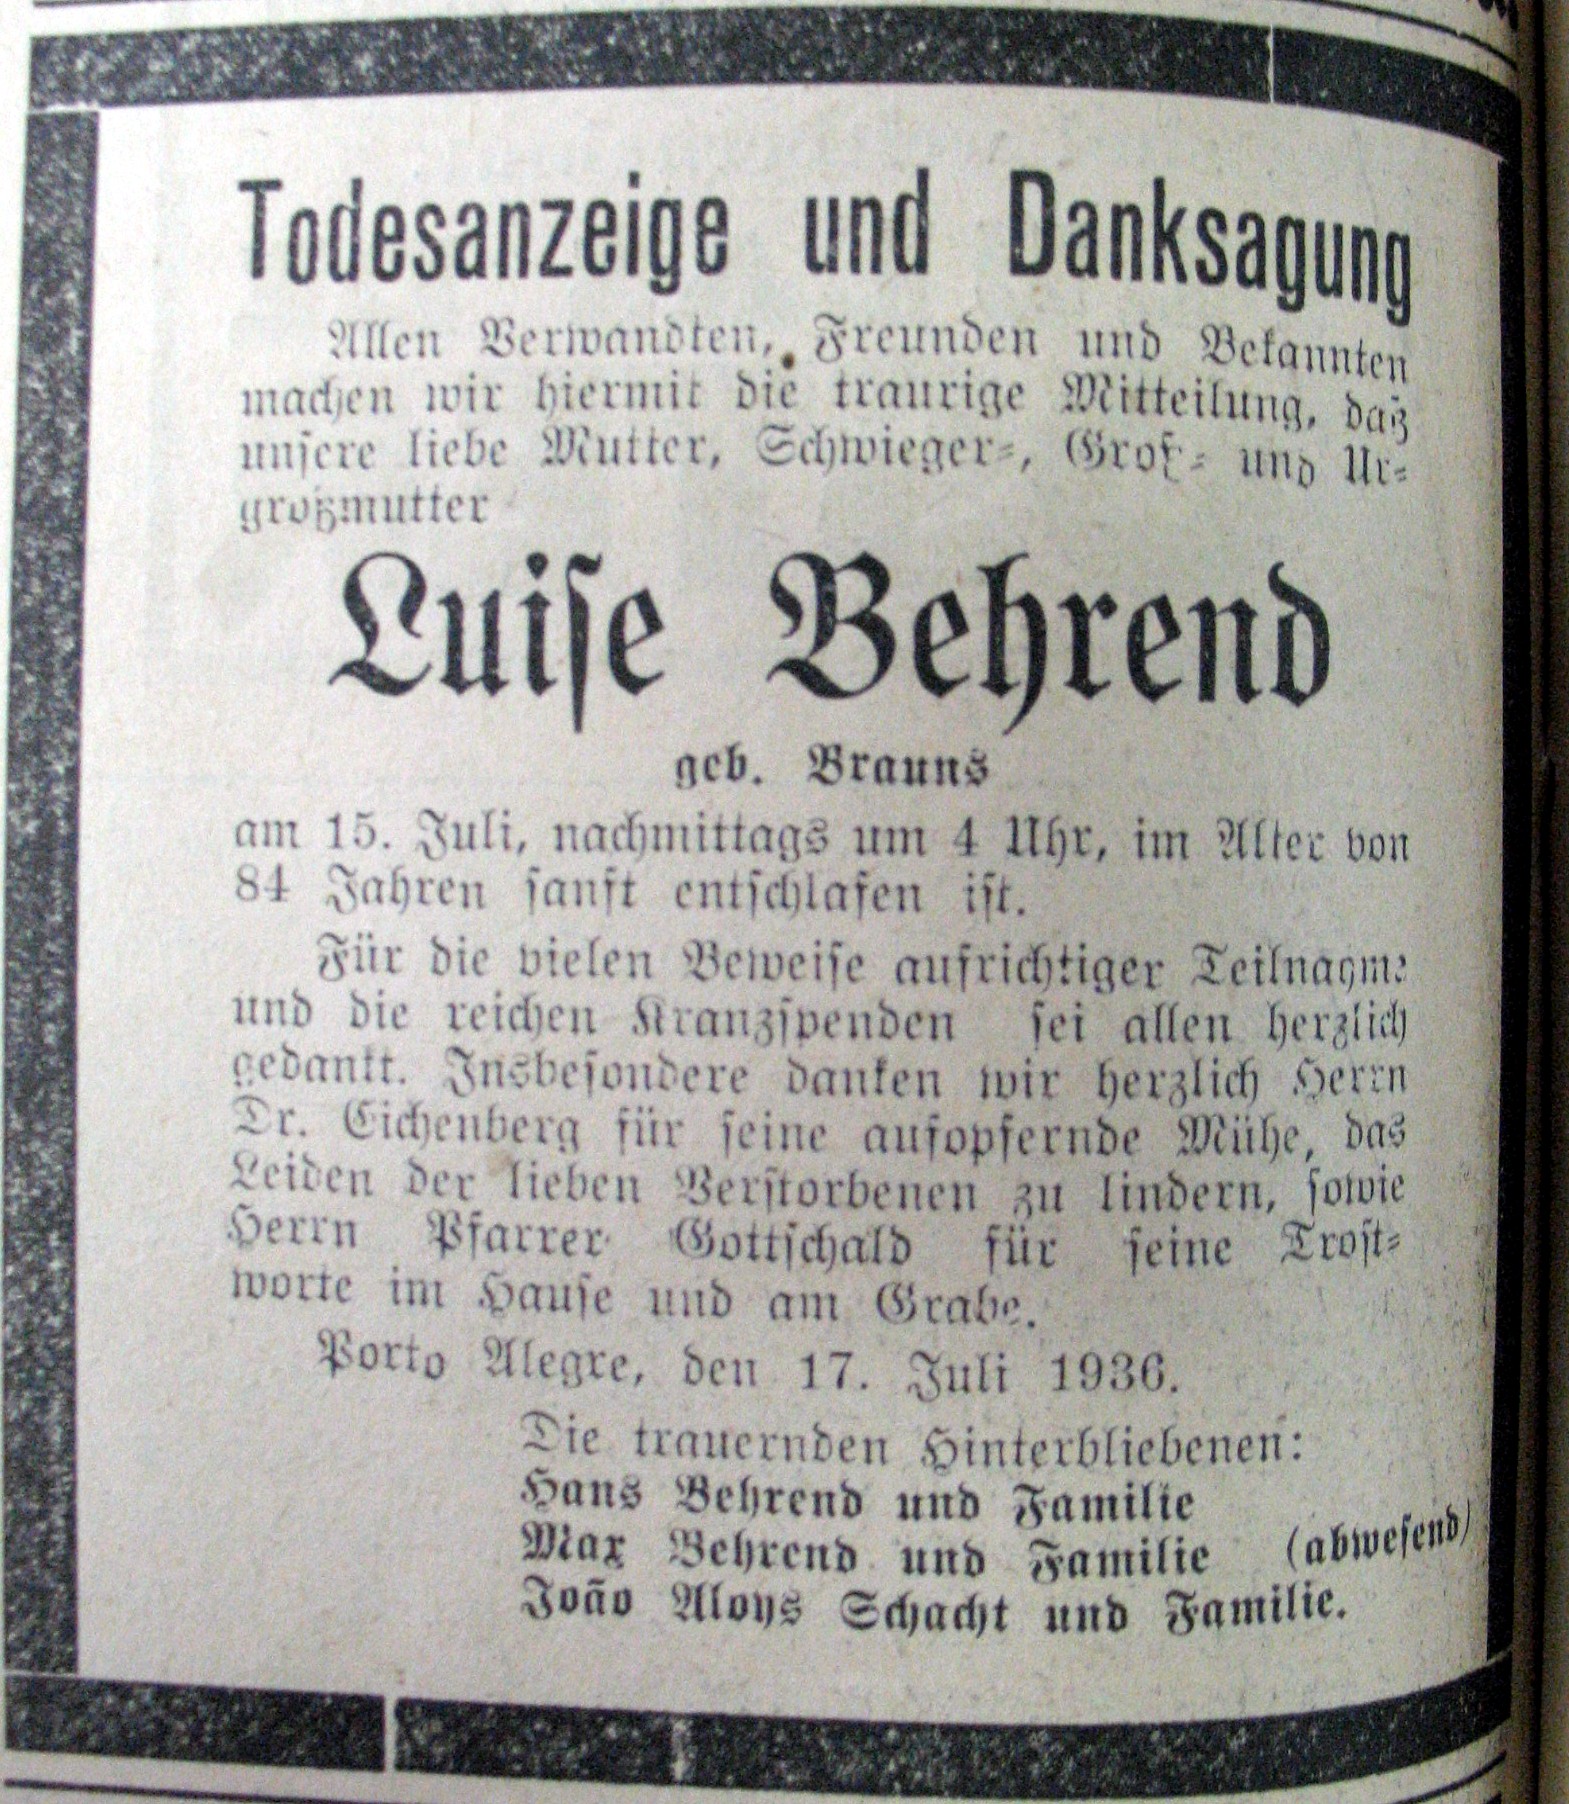 Todesanzeige und Danksagung
Allen Verwandten, Freunden und Bekannten
machen wir hiermit die traurige Mitteilung, daß
unsere liebe Mutter, Schwieger-, Groß- und Ur-
großmutter
Luise Behrend
geb. Brauns
am 15. Juli, nachmittags um 4 Uhr, im Alter von
84 Jahren sanft entschlafen ist.
Für die vielen Beweise aufrichtiger Teilnahme
und die reichen Kranzspenden sei allen herzlich
gedankt. Insbesondere danken wir herzlich Herrn
Dr. Eichenberg für seine aufopfernde Mühe, das
Leiden der lieben Verstorbenen zu lindern, sowie
Herrn Pfarrer Gottschald für seine Trost-
worte im Hause und am Grabe.
Porto Alegre, den 17. Juli 1936.
Die trauernden Hinterbliebenen:
Hans Behrend und Familie
Max Behrend und Familie (abwesend)
João Aloys Schacht und Familie.